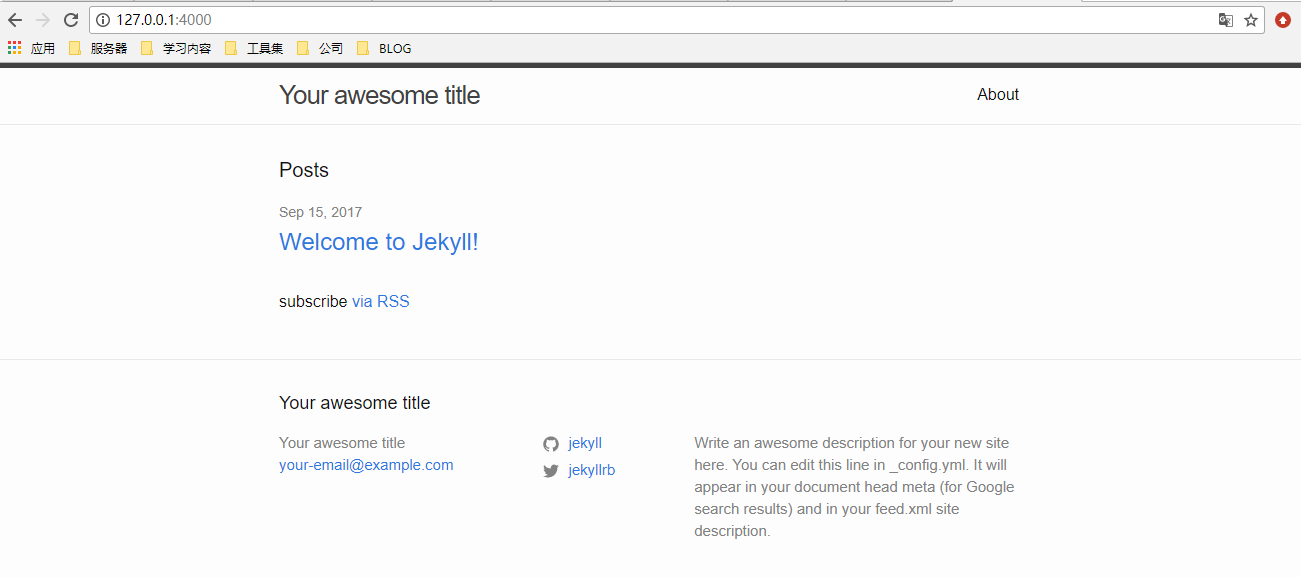 127.0.0.1:4000
应用 服务器 学习内容 工具集 公司 BLOG
Your awesome title About
Posts
Sep 15, 2017
Welcome to Jekyll!
subscribe via RSS
Your awesome title
Your awesome title
your-email@example.com
jekyll
jekyllrb
Write an awesome description for your new site
here. You can edit this line in _config.yml. It will
appear in your document head meta (for Google
search results) and in your feed.xml site
description.